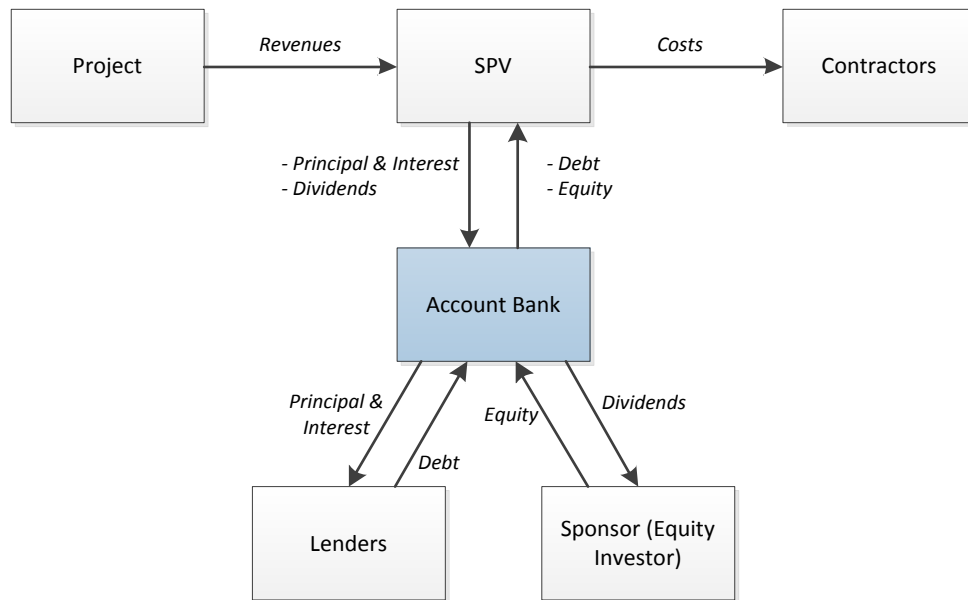 Revenues
Costs
Project
SPV
Contractors
- Principal & Interest
- Dividends
- Debt
- Equity
Account Bank
Principal &
Interest
Debt
Equity
Dividends
Lenders
Sponsor (Equity
Investor)